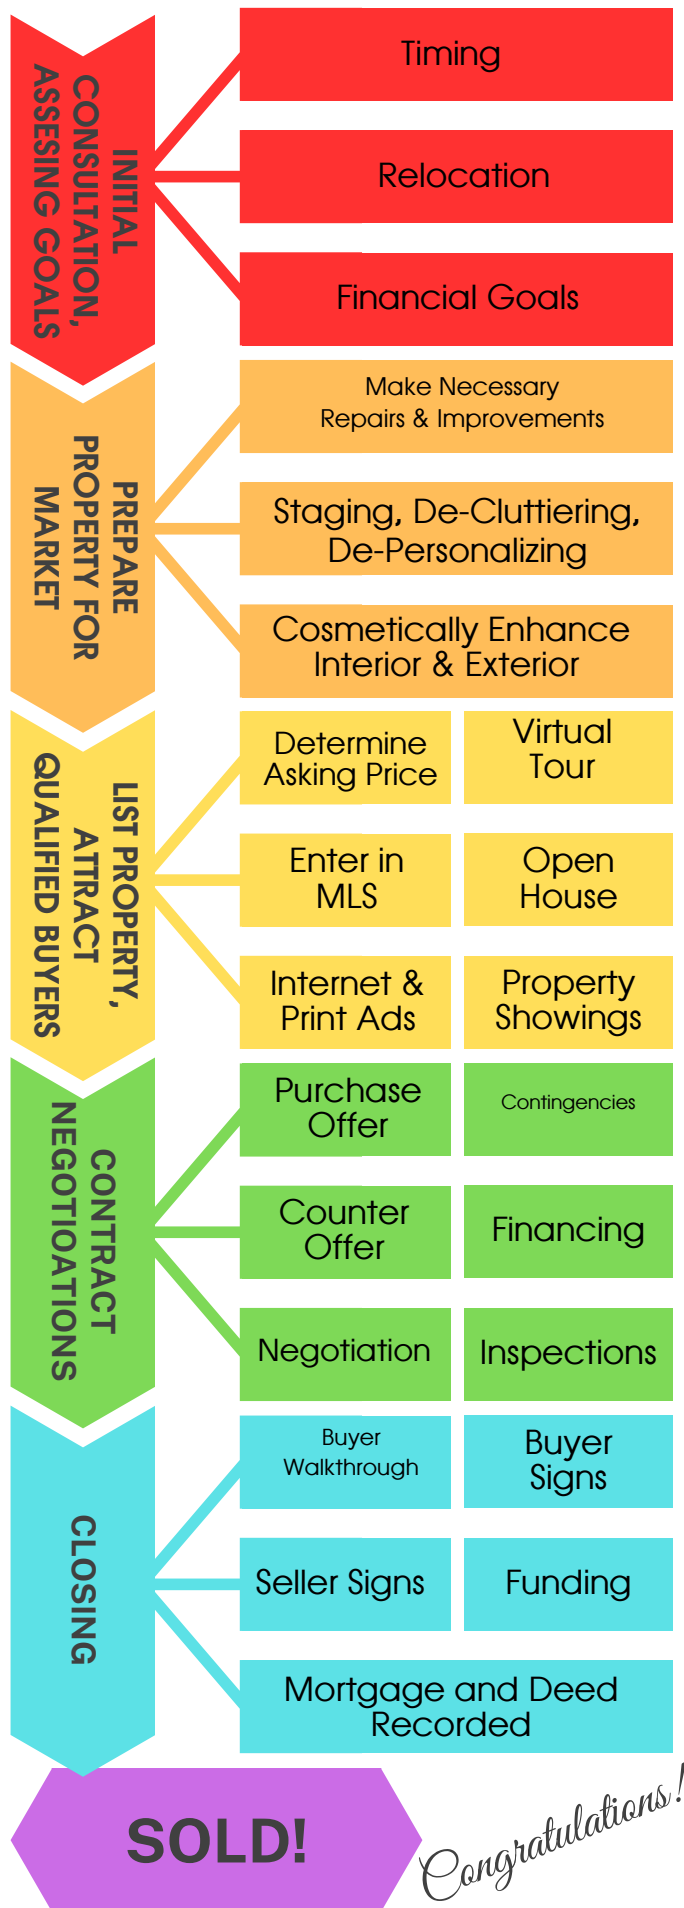 INITIAL
CONSULTATION,
ASSESING GOALS
Timing
Relocation
Financial Goals
PREPARE
PROPERTY FOR
MARKET
Make Necessary
Repairs & Improvements
Staging, De-Cluttiering,
De-Personalizing
Cosmetically Enhance
Interior & Exterior
LIST PROPERTY,
ATTRACT
QUALIFIED BUYERS
Determine
Asking Price
Virtual
Tour
Enter in
MLS
Open
House
Internet &
Print Ads
Property
Showings
CONTRACT
NEGOTIOATIONS
Purchase
Offer
Contingencies
Counter
Offer
Financing
Negotiation
Inspections
CLOSING
Buyer
Walkthrough
Buyer
Signs
Seller Signs
Funding
Mortgage and Deed
Recorded
SOLD!
Congratulations!